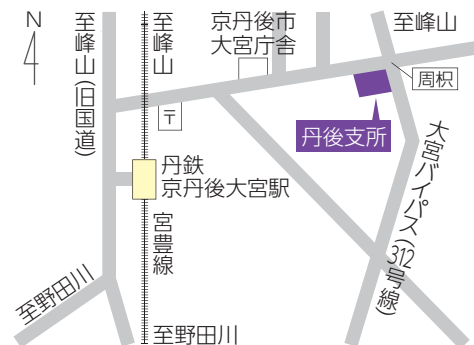 N
至峰山(旧国道)
至峰山
京丹後市
大宮庁舎
至峰山
周枳
〒
丹後支所
丹鉄
京丹後大宮駅
宮豊線
大宮バイパス(312号線)
至野田川
至野田川